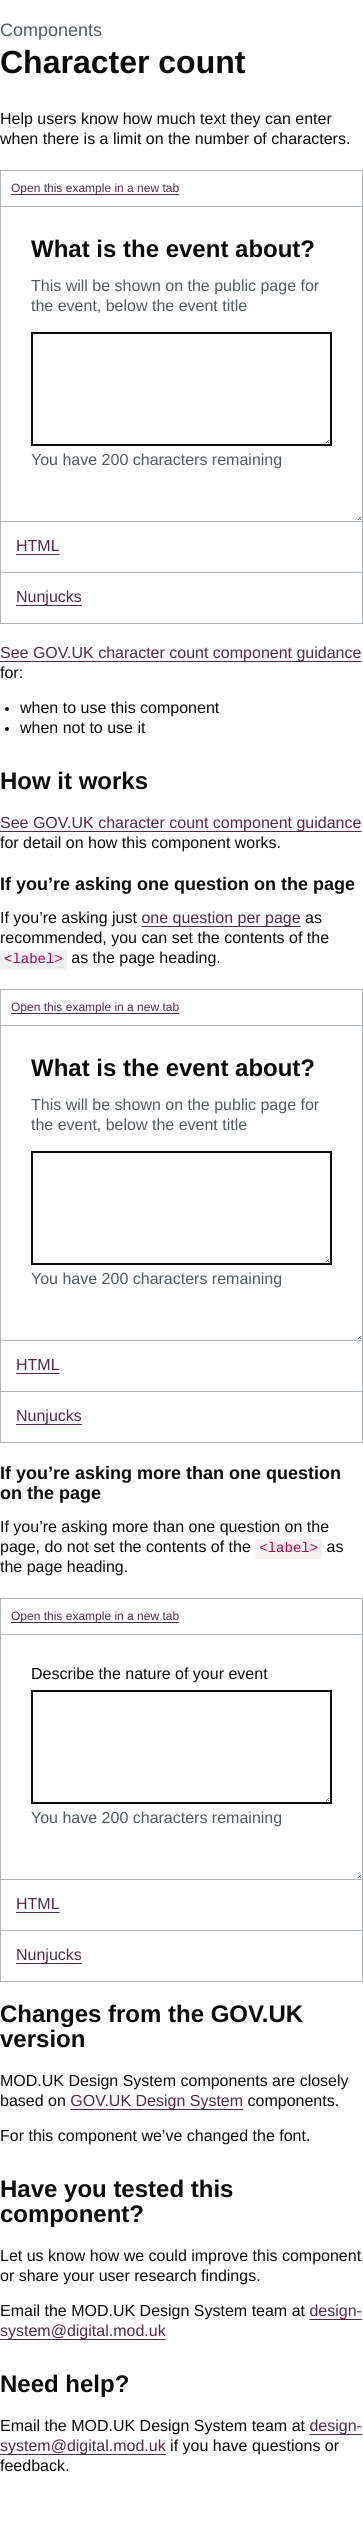 Components
Character count
Help users know how much text they can enter
when there is a limit on the number of characters.
Open this example in a new tab
What is the event about?
This will be shown on the public page for
the event, below the event title
You have 200 characters remaining
HTML
Nunjucks
See GOV.UK character count component guidance
for:
• when to use this component
• when not to use it
How it works
See GOV.UK character count component guidance
for detail on how this component works.
If you’re asking one question on the page
If you’re asking just one question per page as
recommended, you can set the contents of the
<label> as the page heading.
Open this example in a new tab
What is the event about?
This will be shown on the public page for
the event, below the event title
You have 200 characters remaining
HTML
Nunjucks
If you’re asking more than one question
on the page
If you’re asking more than one question on the
page, do not set the contents of the <label> as
the page heading.
Open this example in a new tab
Describe the nature of your event
You have 200 characters remaining
HTML
Nunjucks
Changes from the GOV.UK
version
MOD.UK Design System components are closely
based on GOV.UK Design System components.
For this component we’ve changed the font.
Have you tested this
component?
Let us know how we could improve this component
or share your user research findings.
Email the MOD.UK Design System team at design-
system@digital.mod.uk
Need help?
Email the MOD.UK Design System team at design-
system@digital.mod.uk if you have questions or
feedback.